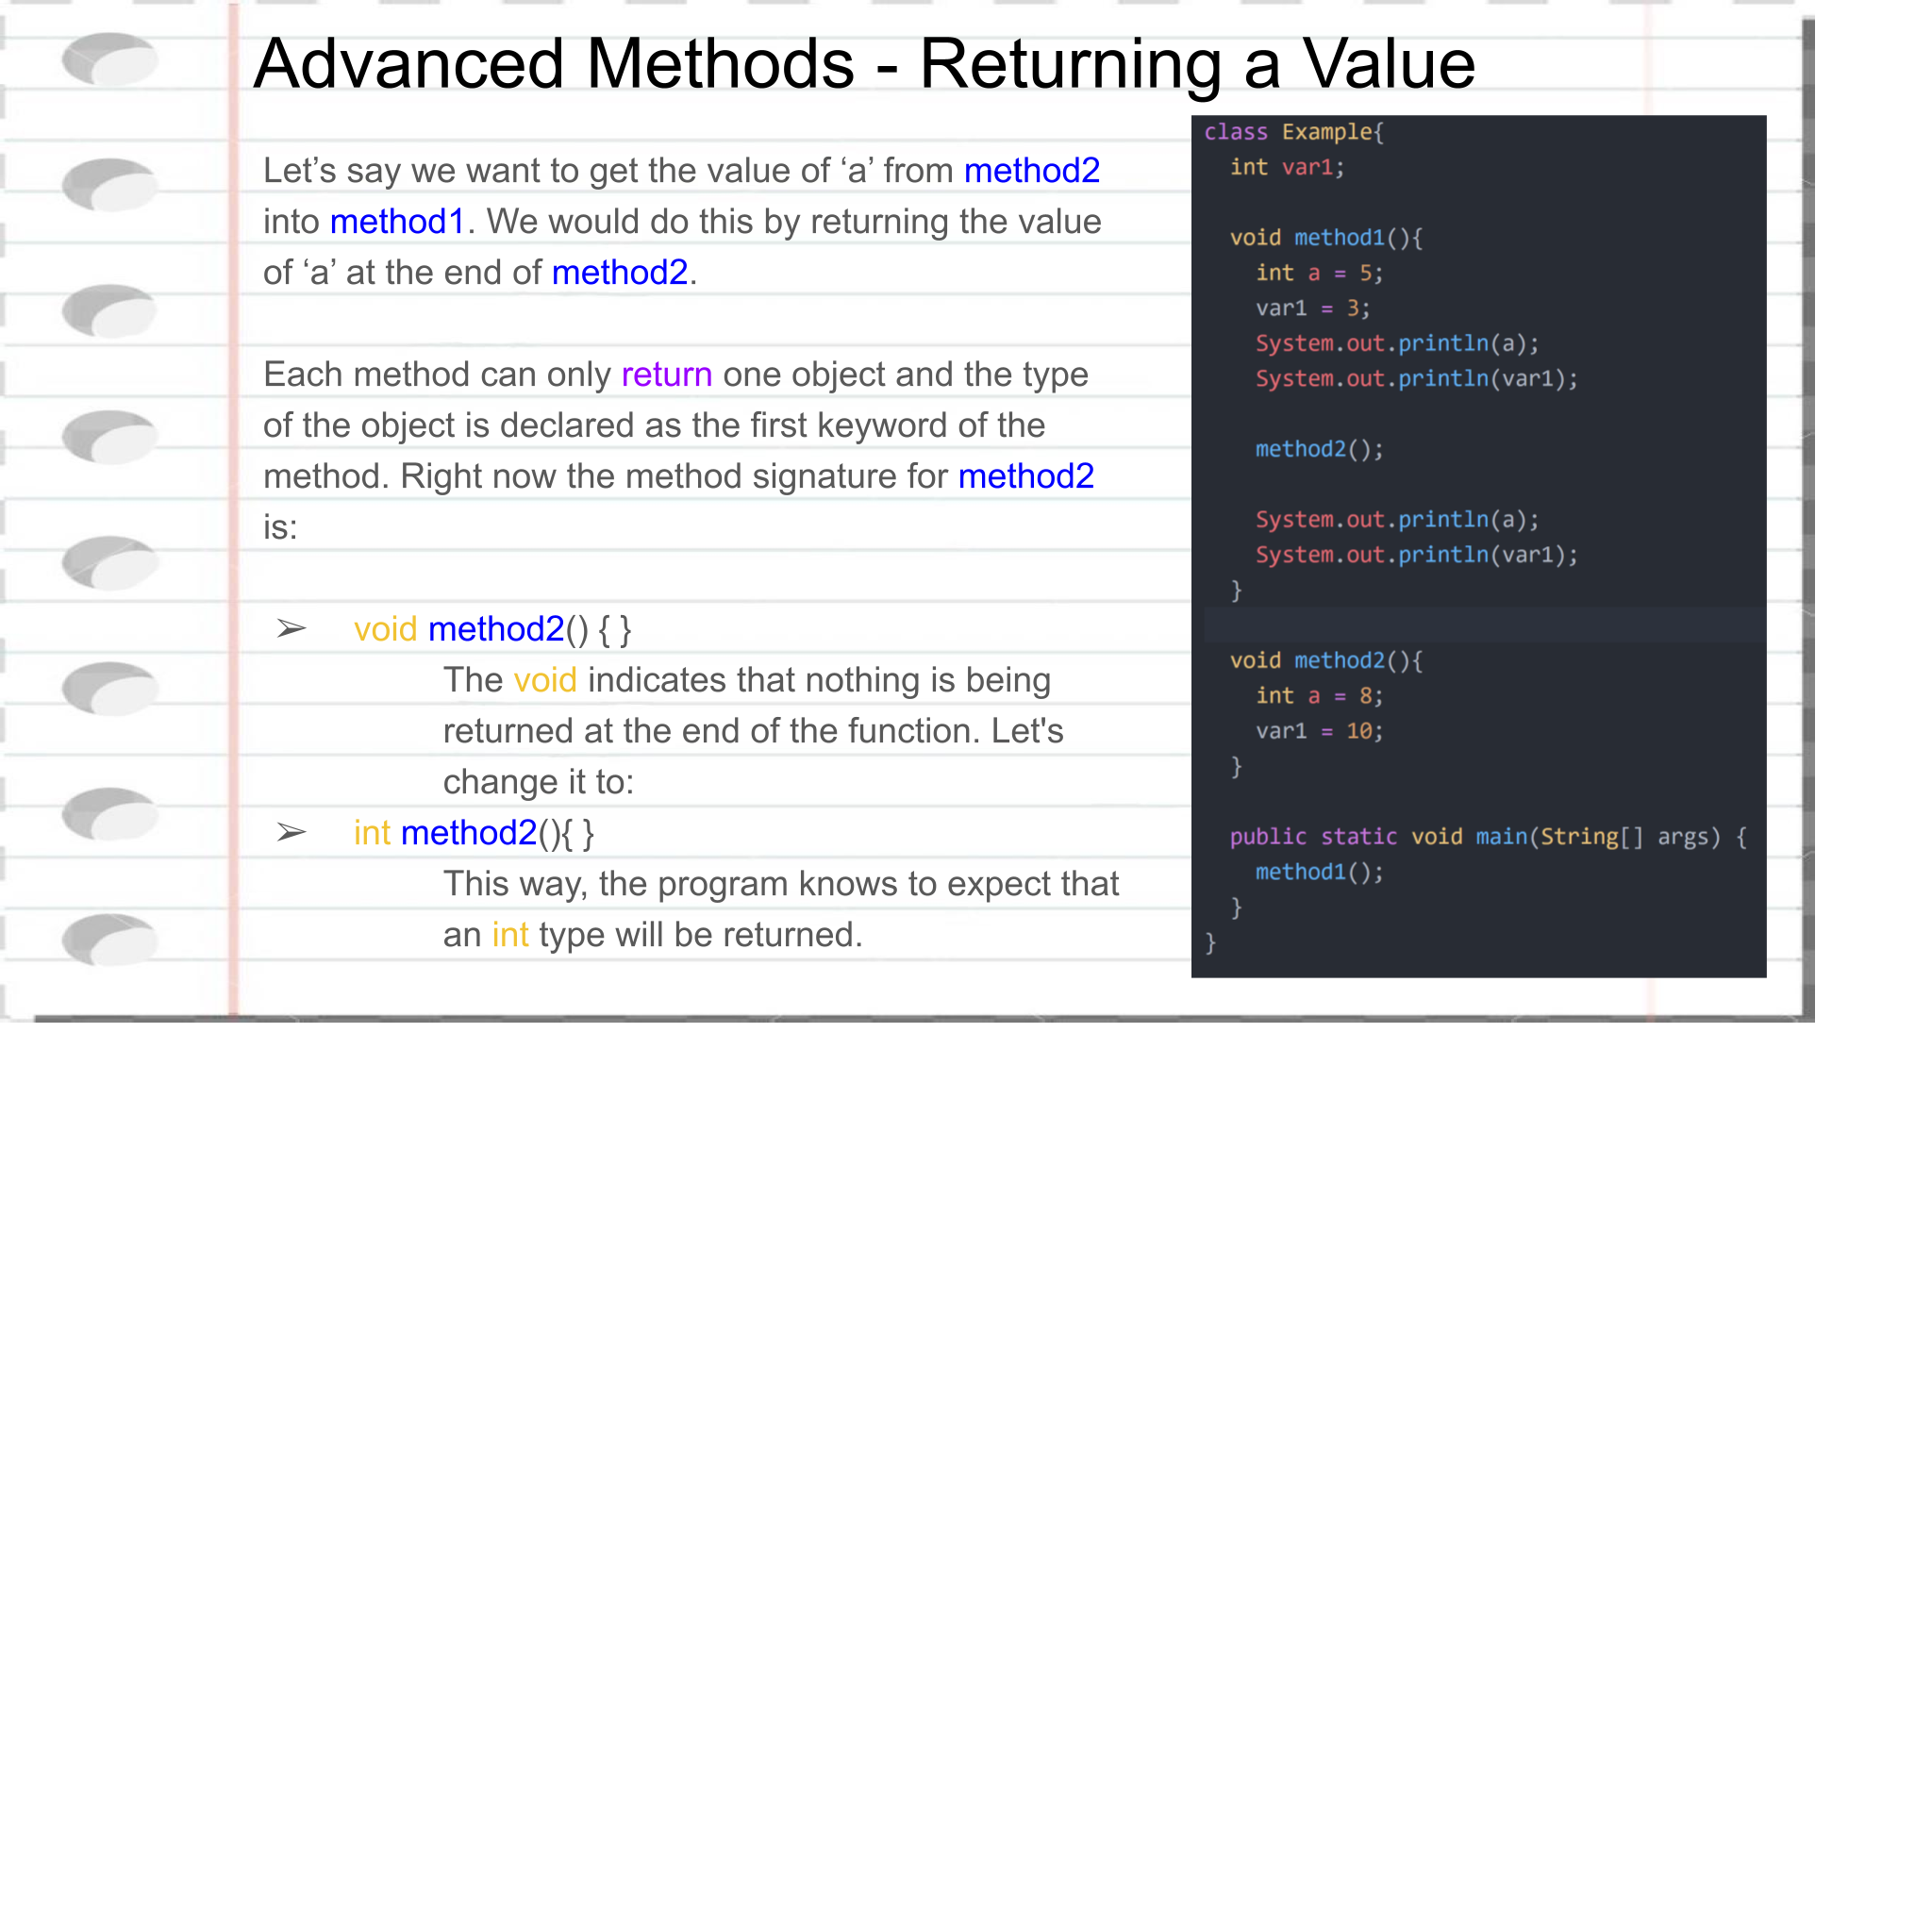 Advanced Methods - Returning a Value
Let’s say we want to get the value of ‘a’ from method2
into method1. We would do this by returning the value
of ‘a’ at the end of method2.
Each method can only return one object and the type
of the object is declared as the first keyword of the
method. Right now the method signature for method2
is:
➢ void method2() { }
The void indicates that nothing is being
returned at the end of the function. Let's
change it to:
➢ int method2(){ }
This way, the program knows to expect that
an int type will be returned.
class Example{
int var1;
void method1(){
int a = 5;
var1 = 3;
System.out.println(a);
System.out.println(var1);
method2();
System.out.println(a);
System.out.println(var1);
}
void method2(){
int a = 8;
var1 = 10;
}
public static void main(String[] args) {
method1();
}
}